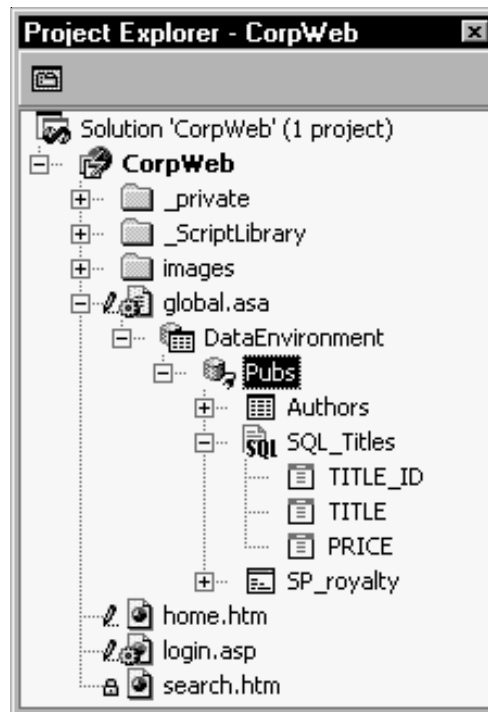 Project Explorer - CorpWeb
Solution 'CorpWeb' (1 project)
CorpWeb
_private
_ScriptLibrary
images
global.asa
DataEnvironment
Pubs
Authors
SQL SQL_Titles
TITLE_ID
TITLE
PRICE
SP_royalty
home.htm
login.asp
search.htm